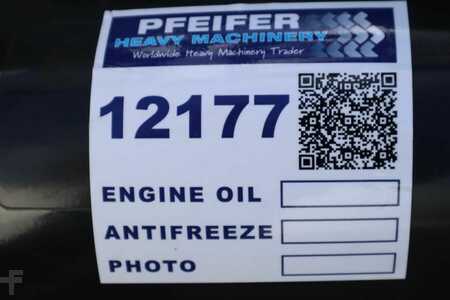 PFEIFER
HEAVY MACHINERY
Worldwide Heavy Machinery Trader
12177
ENGINE OIL
ANTIFREEZE
PHOTO
F